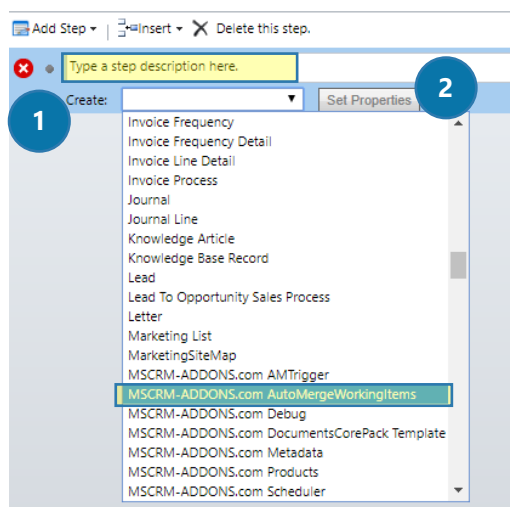 Add Step ▾ | Insert ▾ Delete this step.
Type a step description here.
2
Create: Set Properties
1
Invoice Frequency
Invoice Frequency Detail
Invoice Line Detail
Invoice Process
Journal
Journal Line
Knowledge Article
Knowledge Base Record
Lead
Lead To Opportunity Sales Process
Letter
Marketing List
MarketingSiteMap
MSCRM-ADDONS.com AMTrigger
MSCRM-ADDONS.com AutoMergeWorkingItems
MSCRM-ADDONS.com Debug
MSCRM-ADDONS.com DocumentsCorePack Template
MSCRM-ADDONS.com Metadata
MSCRM-ADDONS.com Products
MSCRM-ADDONS.com Scheduler